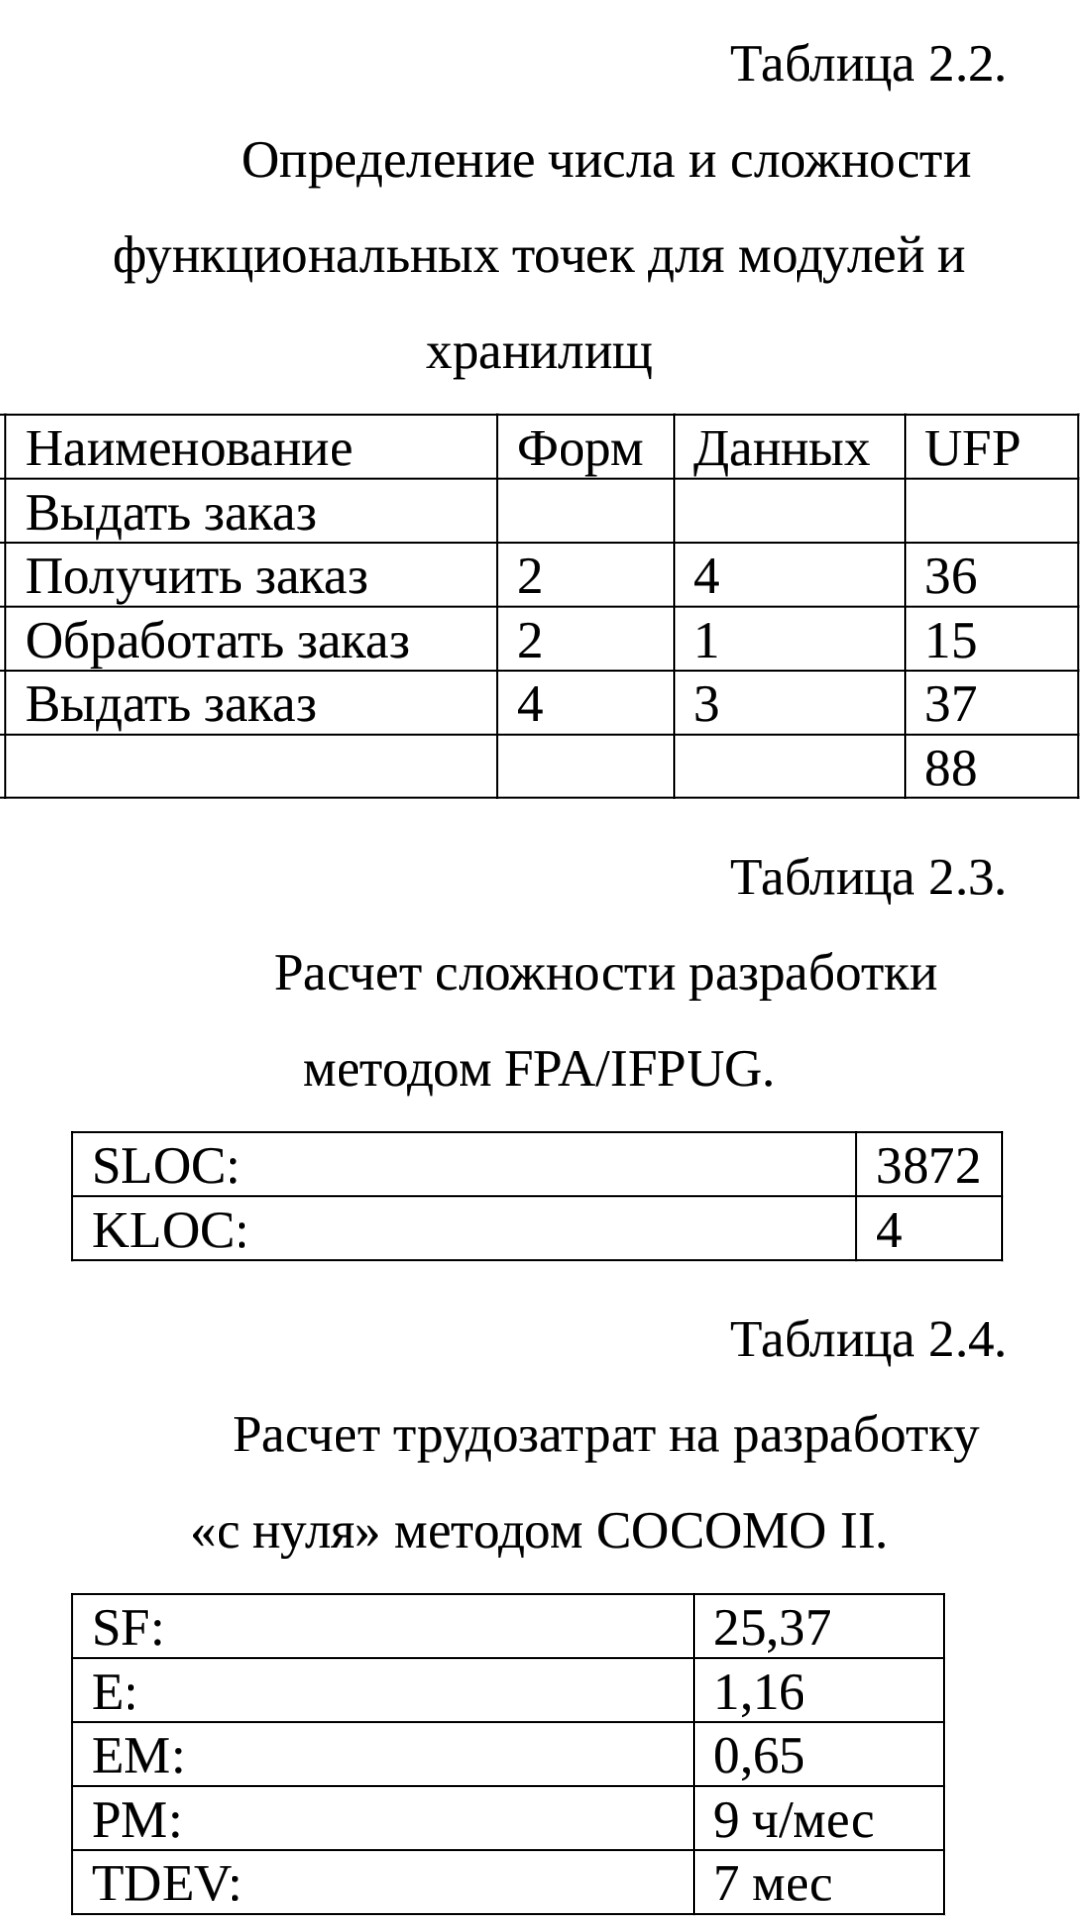 Таблица 2.2.
Определение числа и сложности
функциональных точек для модулей и
хранилищ
Наименование Форм Данных UFP
Выдать заказ
Получить заказ 2 4 36
Обработать заказ 2 1 15
Выдать заказ 4 3 37
88
Таблица 2.3.
Расчет сложности разработки
методом FPA/IFPUG.
SLOC: 3872
KLOC: 4
Таблица 2.4.
Расчет трудозатрат на разработку
«с нуля» методом COCOMO II.
SF: 25,37
E: 1,16
EM: 0,65
PM: 9 ч/мес
TDEV: 7 мес